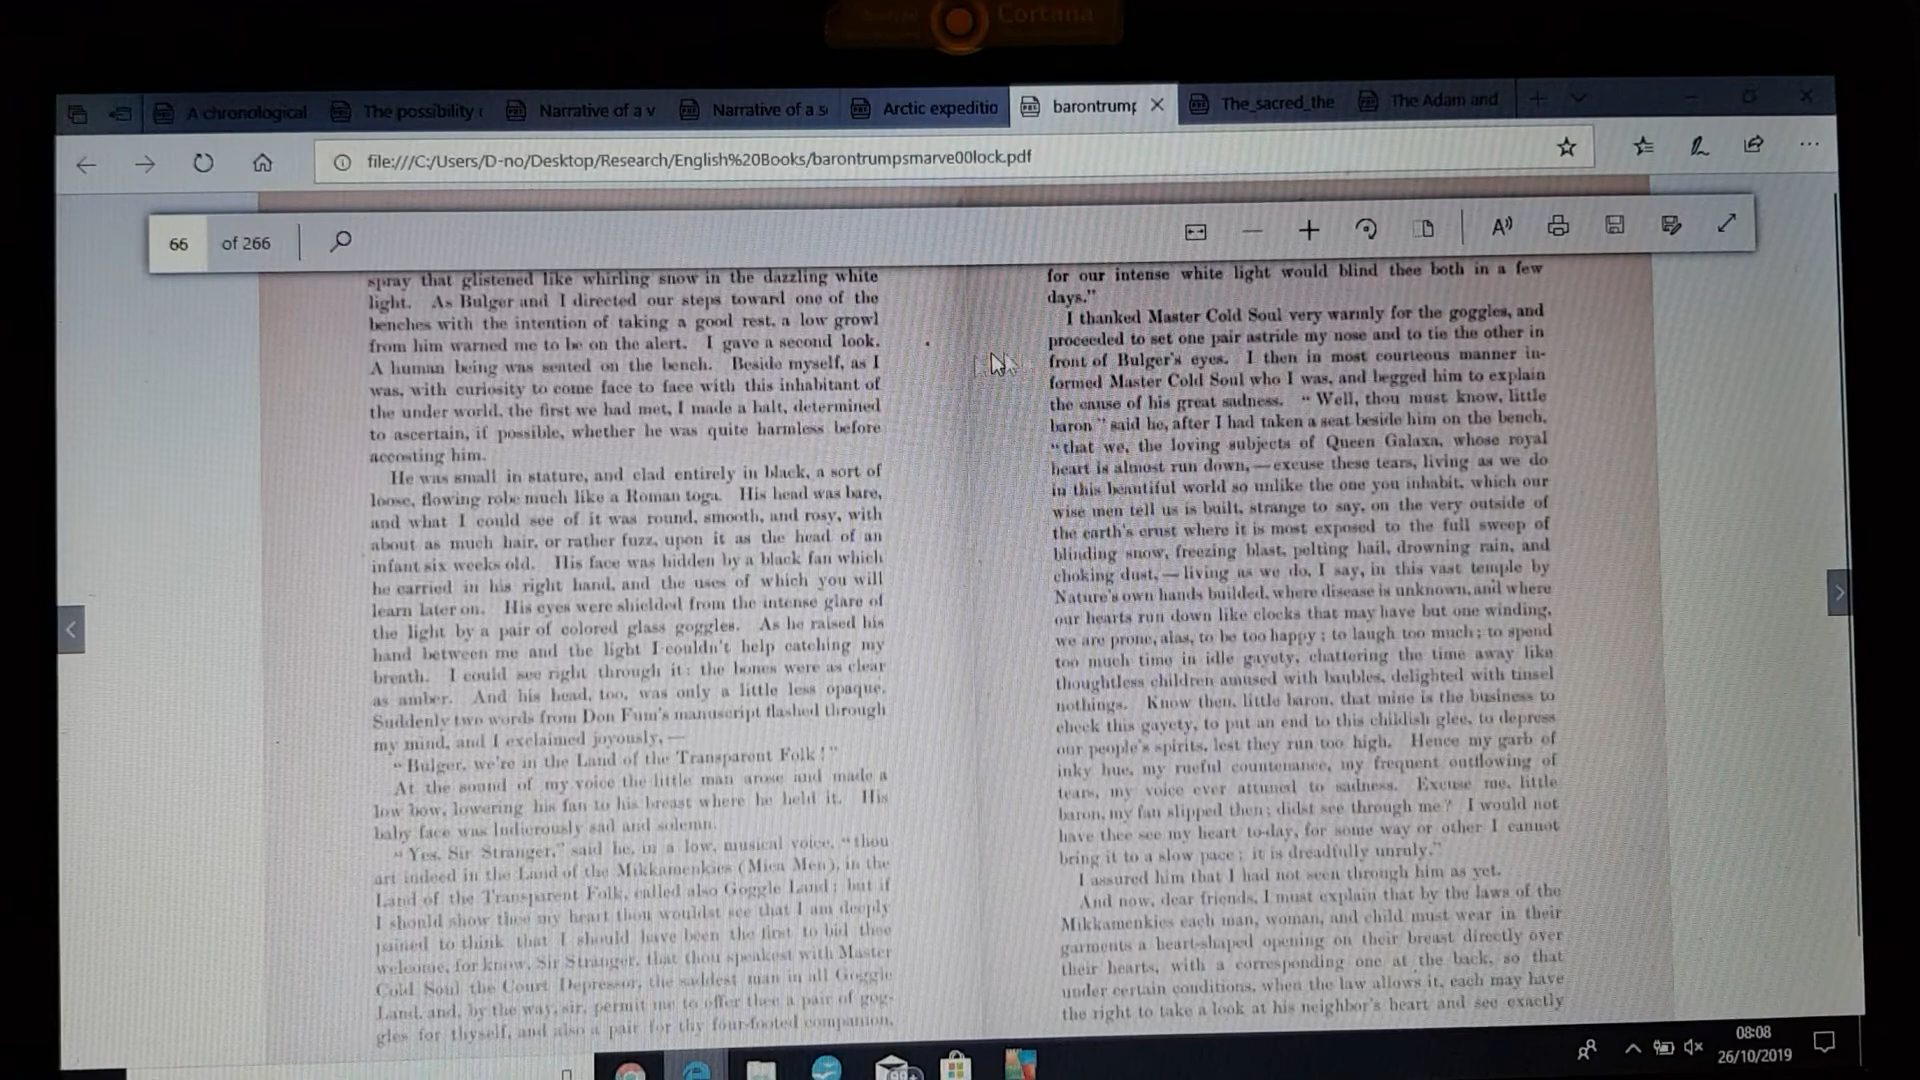 Cortana
A chronological
The possibility
Narrative of a v
Narrative of a s
Arctic expeditio
barontrump
The_sacred_the
The Adam and
file:///C:/Users/D-no/Desktop/Research/English%20Books/barontrumpsmarve00lock.pdf
66 of 266
spray that glistened like whirling snow in the dazzling white
light. As Bulger and I directed our steps toward one of the
benches with the intention of taking a good rest, a low growl
from him warned me to be on the alert. I gave a second look.
A human being was seated on the bench. Beside myself, as I
was, with curiosity to come face to face with this inhabitant of
the under world, the first we had met, I made a halt, determined
to ascertain, if possible, whether he was quite harmless before
accosting him.
He was small in stature, and clad entirely in black, a sort of
loose, flowing robe much like a Roman toga. His head was bare,
and what I could see of it was round, smooth, and rosy, with
about as much hair, or rather fuzz, upon it as the head of an
infant six weeks old. His face was hidden by a black fan which
he carried in his right hand, and the uses of which you will
learn later on. His eyes were shielded from the intense glare of
the light by a pair of colored glass goggles. As he raised his
hand between me and the light I couldn't help catching my
breath. I could see right through it: the bones were as clear
as amber. And his head, too, was only a little less opaque.
Suddenly two words from Don Fum's manuscript flashed through
my mind, and I exclaimed joyously, —
“Bulger, we're in the Land of the Transparent Folk!”
At the sound of my voice the little man arose and made a
low bow, lowering his fan to his breast where he held it. His
baby face was ludicrously sad and solemn.
“Yes, Sir Stranger,” said he, in a low, musical voice, “thou
art indeed in the Land of the Mikkamenkies (Mica Men), in the
Land of the Transparent Folk, called also Goggle Land; but if
I should show thee my heart thou wouldst see that I am deeply
pained to think that I should have been the first to bid thee
welcome, for know, Sir Stranger, that thou speakest with Master
Cold Soul the Court Depressor, the saddest man in all Goggle
Land, and, by the way, sir, permit me to offer thee a pair of gog-
gles for thyself, and also a pair for thy four-footed companion,
for our intense white light would blind thee both in a few
days.”
I thanked Master Cold Soul very warmly for the goggles, and
proceeded to set one pair astride my nose and to tie the other in
front of Bulger's eyes. I then in most courteous manner in-
formed Master Cold Soul who I was, and begged him to explain
the cause of his great sadness. “Well, thou must know, little
baron” said he, after I had taken a seat beside him on the bench,
“that we, the loving subjects of Queen Galaxa, whose royal
heart is almost run down, — excuse these tears, living as we do
in this beautiful world so unlike the one you inhabit, which our
wise men tell us is built, strange to say, on the very outside of
the earth's crust where it is most exposed to the full sweep of
blinding snow, freezing blast, pelting hail, drowning rain, and
choking dust, — living as we do, I say, in this vast temple by
Nature's own hands builded, where disease is unknown, and where
our hearts run down like clocks that may have but one winding,
we are prone, alas, to be too happy; to laugh too much; to spend
too much time in idle gayety, chattering the time away like
thoughtless children amused with baubles, delighted with tinsel
nothings. Know then, little baron, that mine is the business to
check this gayety, to put an end to this childish glee, to depress
our people's spirits, lest they run too high. Hence my garb of
inky hue, my rueful countenance, my frequent outflowing of
tears, my voice ever attuned to sadness. Excuse me, little
baron, my fan slipped then; didst see through me? I would not
have thee see my heart to-day, for some way or other I cannot
bring it to a slow pace; it is dreadfully unruly.”
I assured him that I had not seen through him as yet.
And now, dear friends, I must explain that by the laws of the
Mikkamenkies each man, woman, and child must wear in their
garments a heart-shaped opening on their breast directly over
their hearts, with a corresponding one at the back, so that
under certain conditions, when the law allows it, each may have
the right to take a look at his neighbor's heart and see exactly
99+
08:08
26/10/2019